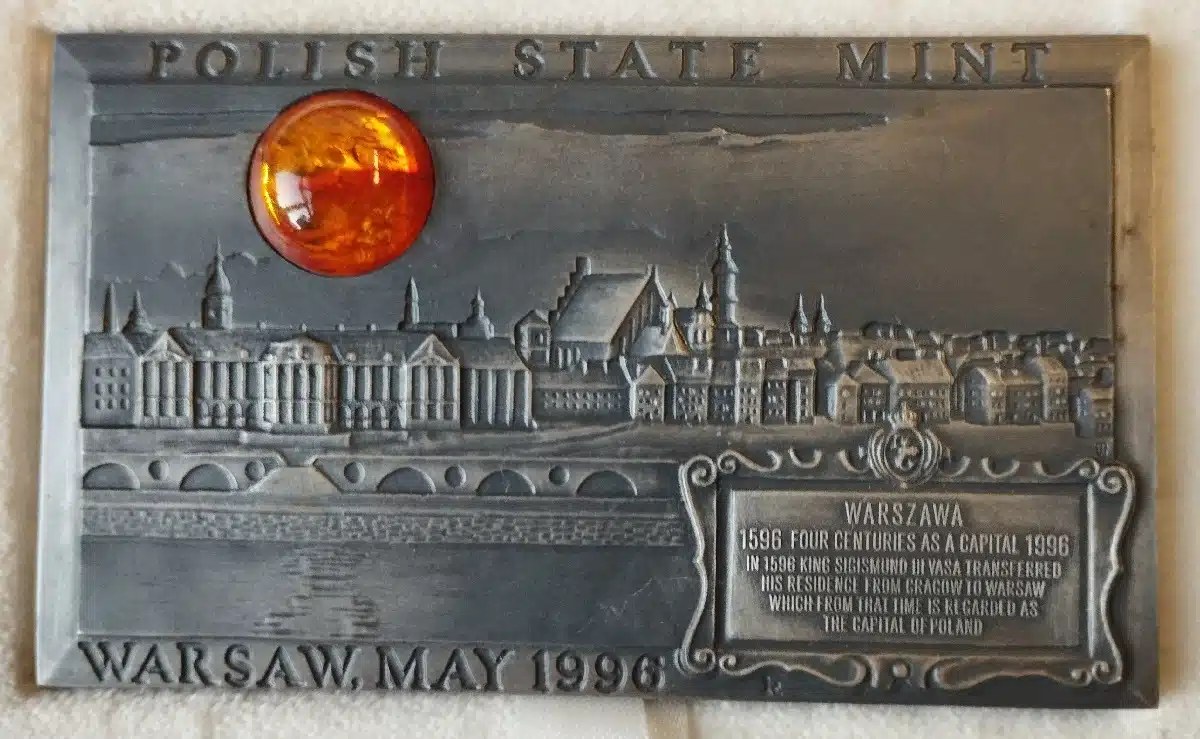 POLISH STATE MINT
WARSZAWA
1596 FOUR CENTURIES AS A CAPITAL 1996
IN 1596 KING SIGISMUND III VASA TRANSFERRED
HIS RESIDENCE FROM CRACOW TO WARSAW
WHICH FROM THAT TIME IS REGARDED AS
THE CAPITAL OF POLAND
WARSAW, MAY 1996